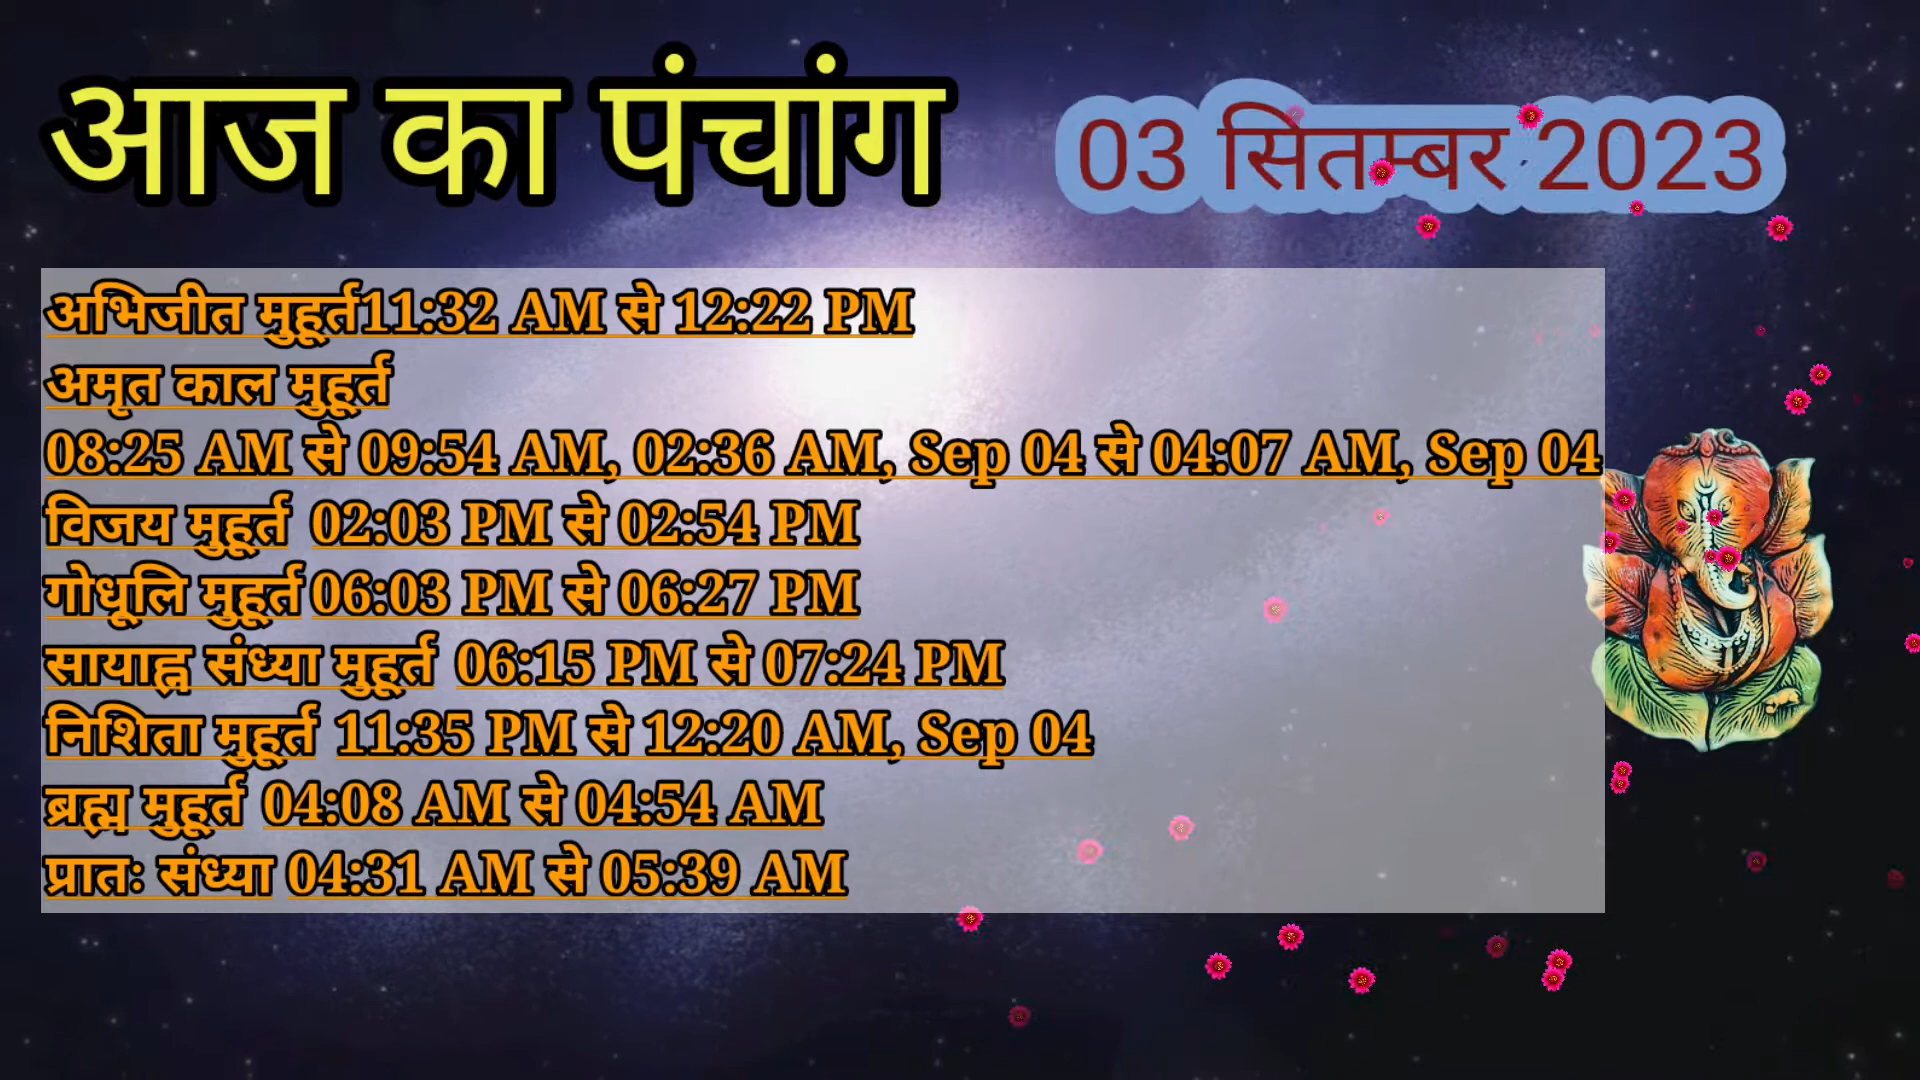 आज का पंचांग
03 सितम्बर 2023
अभिजीत मुहूर्त11:32 AM से 12:22 PM
अमृत काल मुहूर्त
08:25 AM से 09:54 AM, 02:36 AM, Sep 04 से 04:07 AM, Sep 04
विजय मुहूर्त 02:03 PM से 02:54 PM
गोधूलि मुहूर्त 06:03 PM से 06:27 PM
सायाह्न संध्या मुहूर्त 06:15 PM से 07:24 PM
निशिता मुहूर्त 11:35 PM से 12:20 AM, Sep 04
ब्रह्म मुहूर्त 04:08 AM से 04:54 AM
प्रातः संध्या 04:31 AM से 05:39 AM